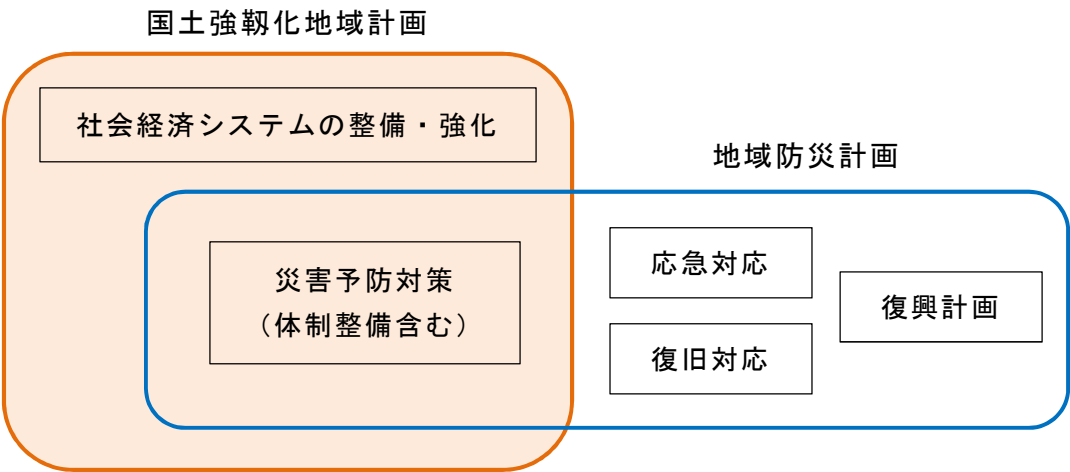 国土強靱化地域計画
社会経済システムの整備・強化
地域防災計画
災害予防対策
（体制整備含む）
応急対応
復旧対応
復興計画